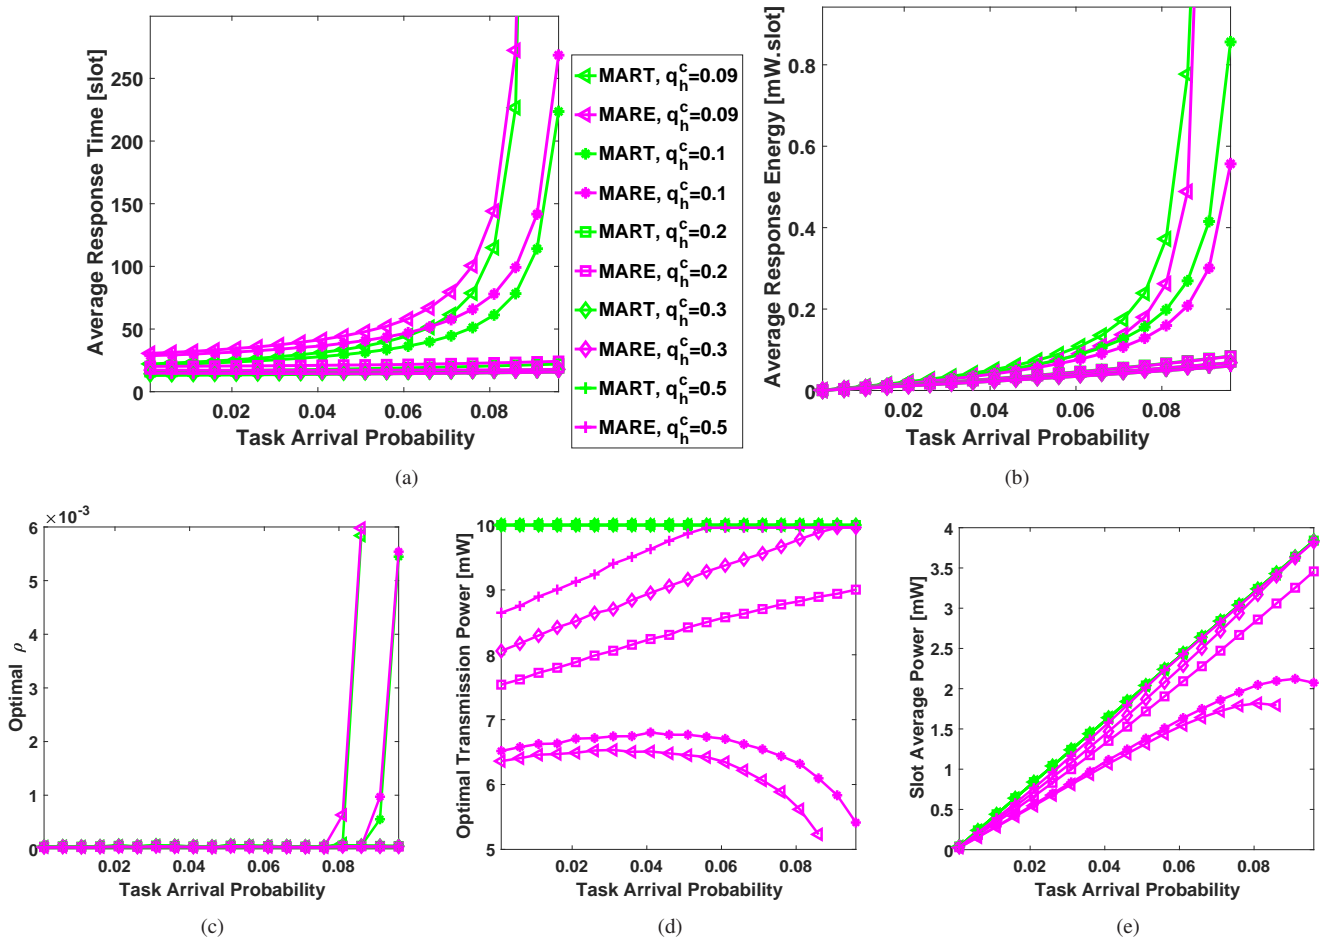 Average Response Time [slot]
250
200
150
100
50
0
0.02 0.04 0.06 0.08
Task Arrival Probability
(a)
MART, q_h^c=0.09
MARE, q_h^c=0.09
MART, q_h^c=0.1
MARE, q_h^c=0.1
MART, q_h^c=0.2
MARE, q_h^c=0.2
MART, q_h^c=0.3
MARE, q_h^c=0.3
MART, q_h^c=0.5
MARE, q_h^c=0.5
Average Response Energy [mW.slot]
0.8
0.6
0.4
0.2
0
0.02 0.04 0.06 0.08
Task Arrival Probability
(b)
×10⁻³
Optimal ρ
6
5
4
3
2
1
0
0.02 0.04 0.06 0.08
Task Arrival Probability
(c)
Optimal Transmission Power [mW]
10
9
8
7
6
5
0.02 0.04 0.06 0.08
Task Arrival Probability
(d)
Slot Average Power [mW]
4
3.5
3
2.5
2
1.5
1
0.5
0
0.02 0.04 0.06 0.08
Task Arrival Probability
(e)